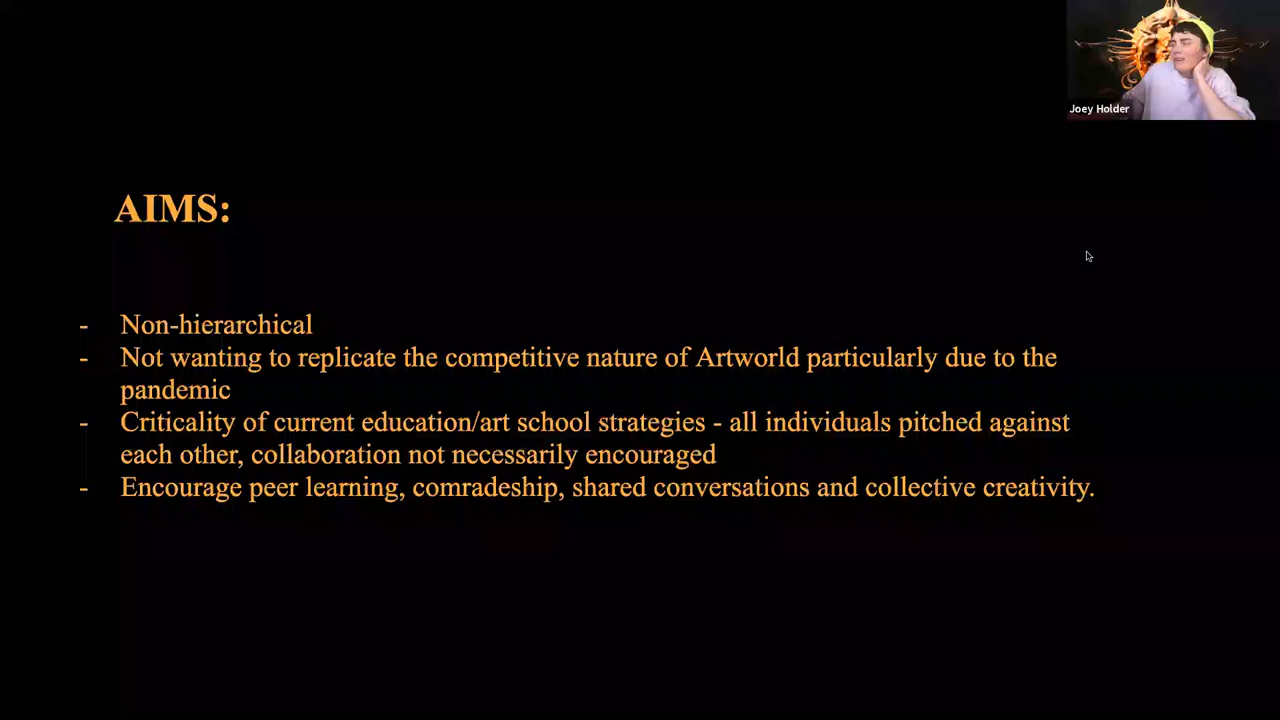 Joey Holder
AIMS:
- Non-hierarchical
- Not wanting to replicate the competitive nature of Artworld particularly due to the
pandemic
- Criticality of current education/art school strategies - all individuals pitched against
each other, collaboration not necessarily encouraged
- Encourage peer learning, comradeship, shared conversations and collective creativity.